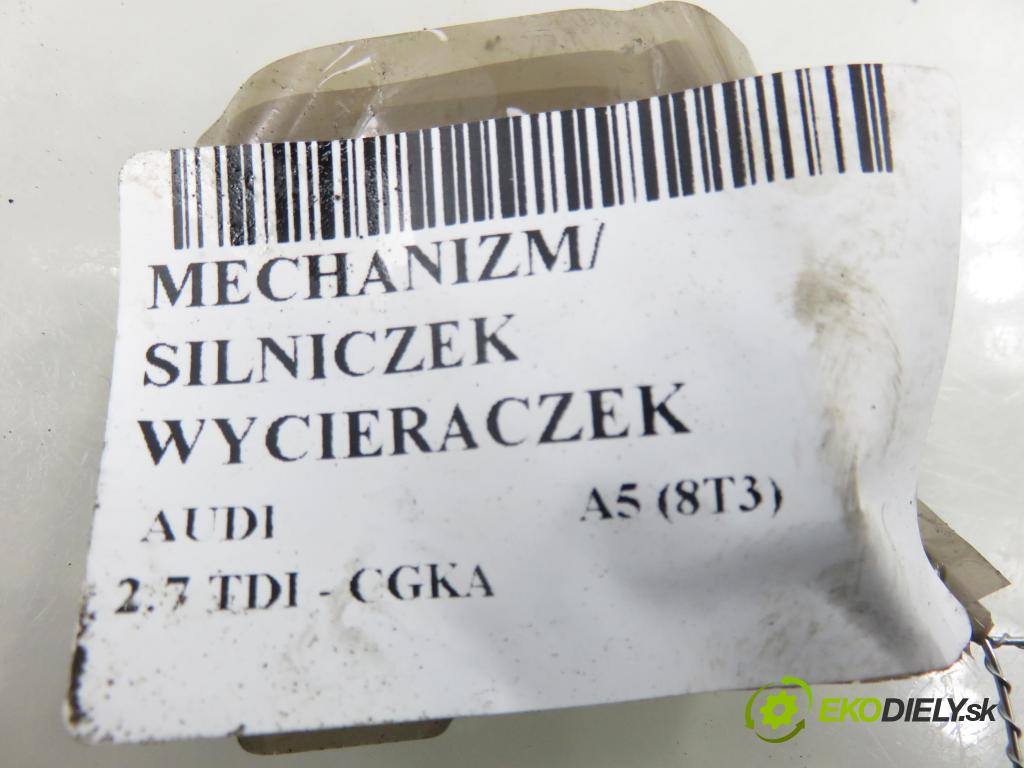 MECHANIZM/
SILNICZEK
WYCIERACZEK
AUDI A5 (8T3)
2.7 TDI - CGKA
EKODIELY.sk